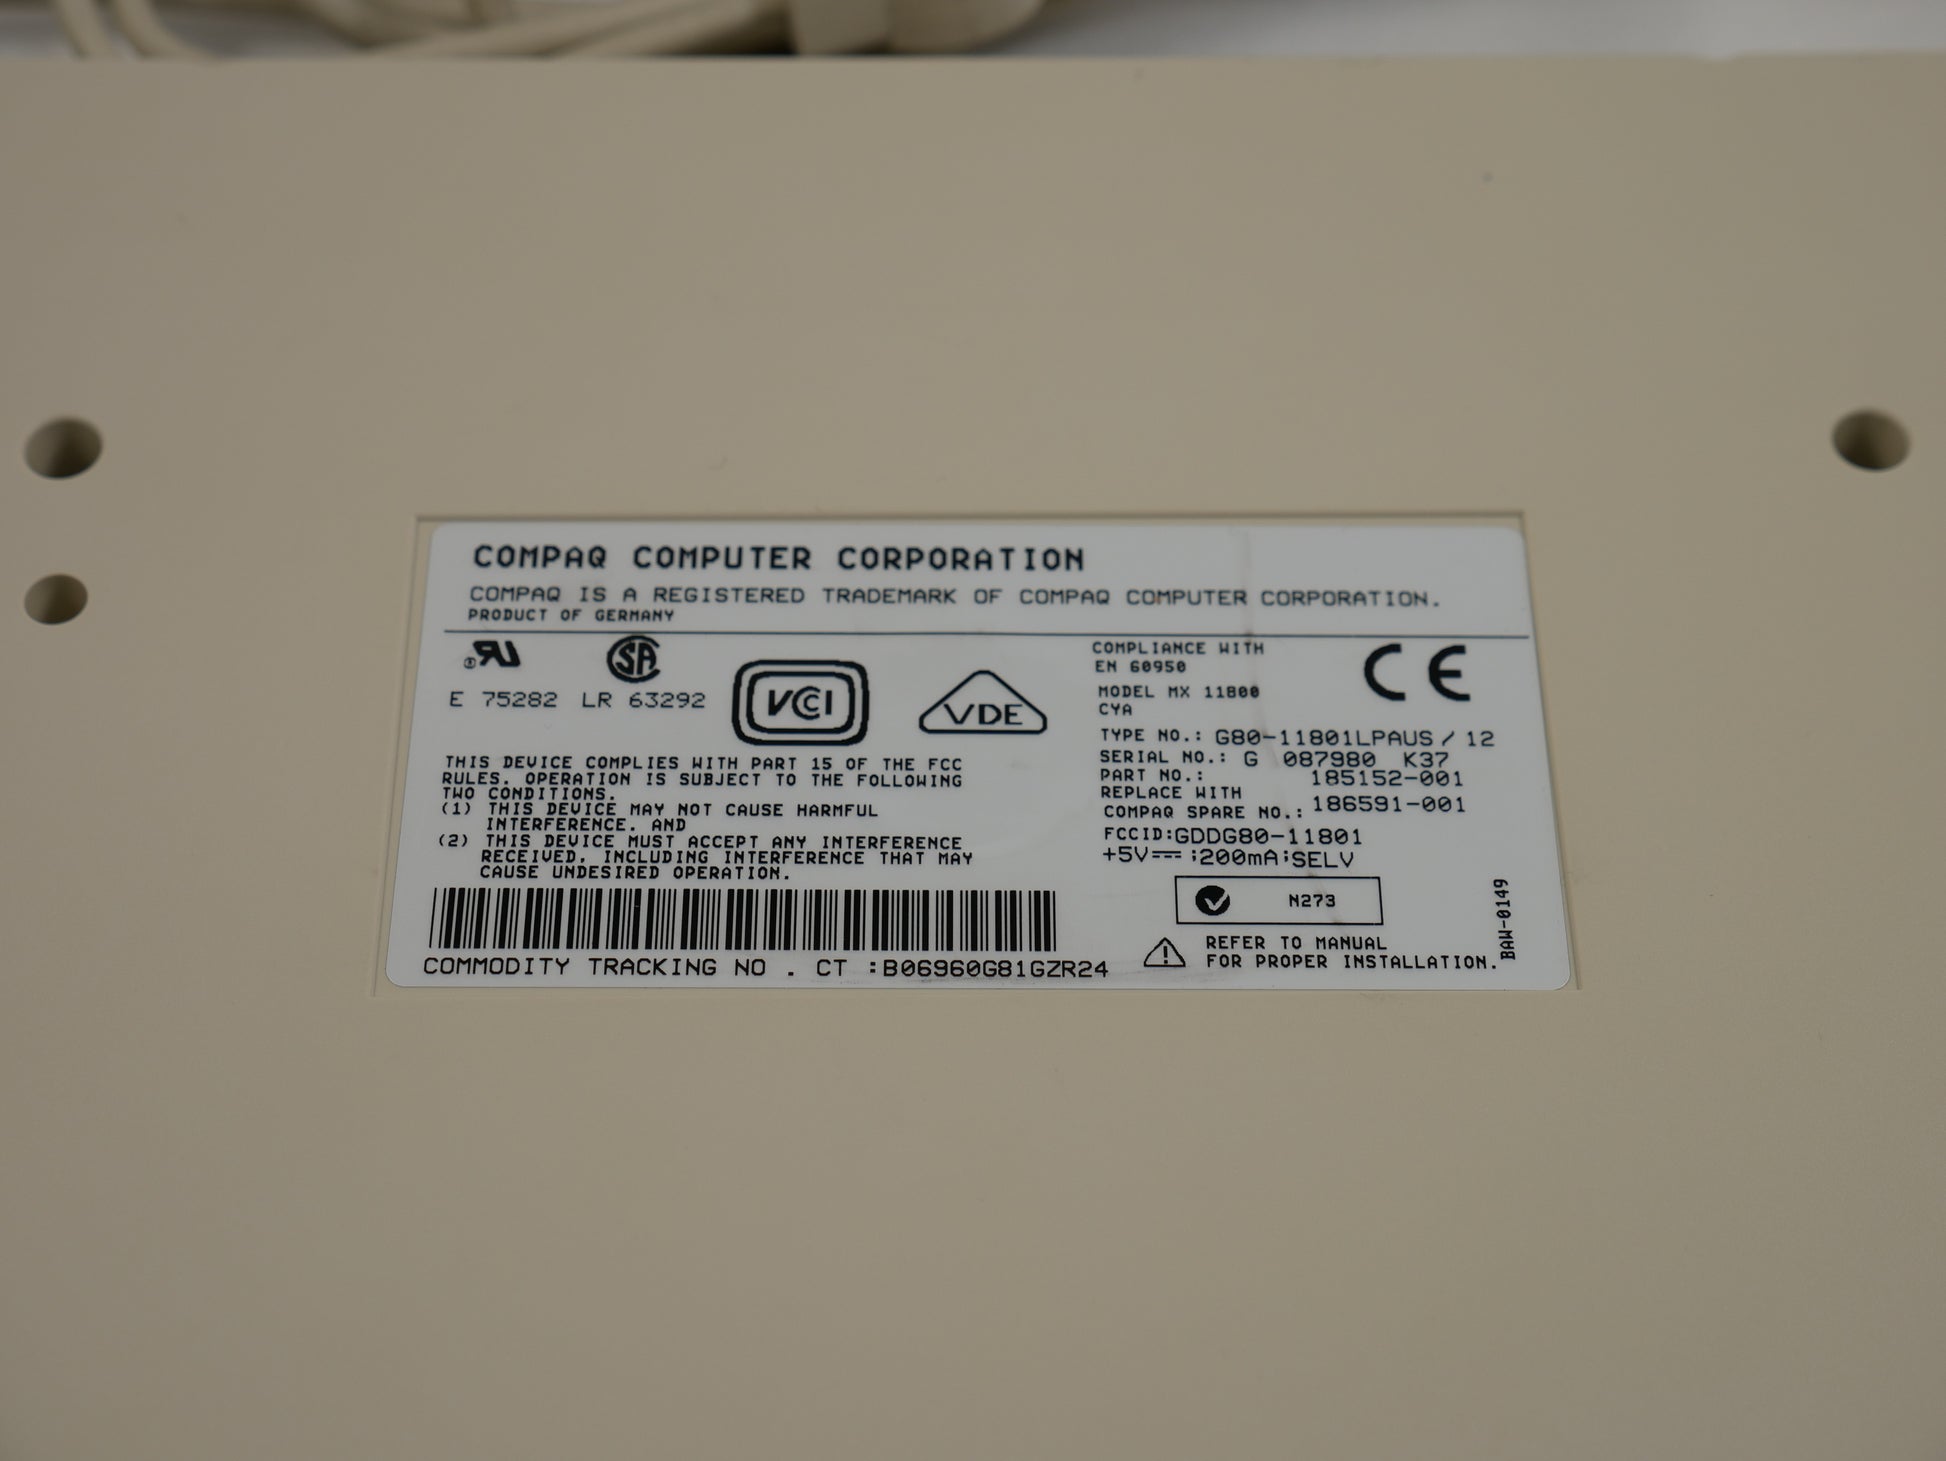 COMPAQ COMPUTER CORPORATION
COMPAQ IS A REGISTERED TRADEMARK OF COMPAQ COMPUTER CORPORATION.
PRODUCT OF GERMANY
E 75282 LR 63292
VCCI
VDE
THIS DEVICE COMPLIES WITH PART 15 OF THE FCC
RULES. OPERATION IS SUBJECT TO THE FOLLOWING
TWO CONDITIONS.
(1) THIS DEVICE MAY NOT CAUSE HARMFUL
INTERFERENCE. AND
(2) THIS DEVICE MUST ACCEPT ANY INTERFERENCE
RECEIVED, INCLUDING INTERFERENCE THAT MAY
CAUSE UNDESIRED OPERATION.
COMMODITY TRACKING NO . CT :B06960G81GZR24
COMPLIANCE WITH
EN 60950
MODEL MX 11800
CYA
CE
TYPE NO.: G80-11801LPAUS / 12
SERIAL NO.: G 087980 K37
PART NO.: 185152-001
REPLACE WITH
COMPAQ SPARE NO.: 186591-001
FCCID:GDDG80-11801
+5V⎓ ;200mA;SELV
N273
REFER TO MANUAL
FOR PROPER INSTALLATION.
BAW-0149